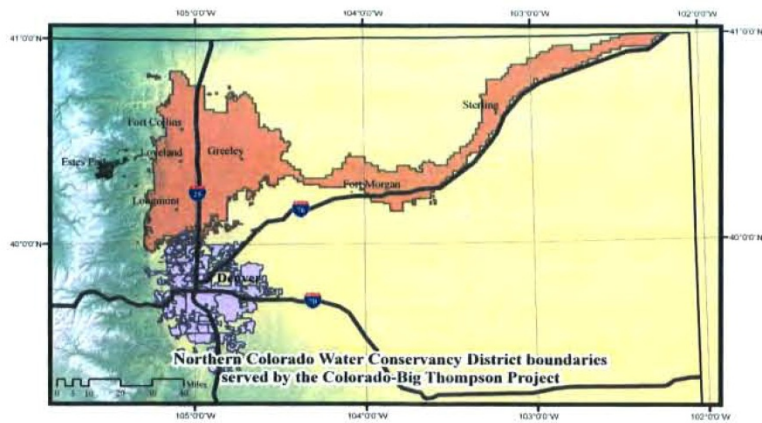 105°0'0"W 104°0'0"W 103°0'0"W 102°0'0"W
41°0'0"N 41°0'0"N
Sterling
Fort Collins
Loveland Greeley
Estes Park
Fort Morgan
Longmont
25
76
40°0'0"N 40°0'0"N
Denver
70
Northern Colorado Water Conservancy District boundaries
served by the Colorado-Big Thompson Project
Miles
0 5 10 20 30 40
105°0'0"W 104°0'0"W 103°0'0"W 102°0'0"W